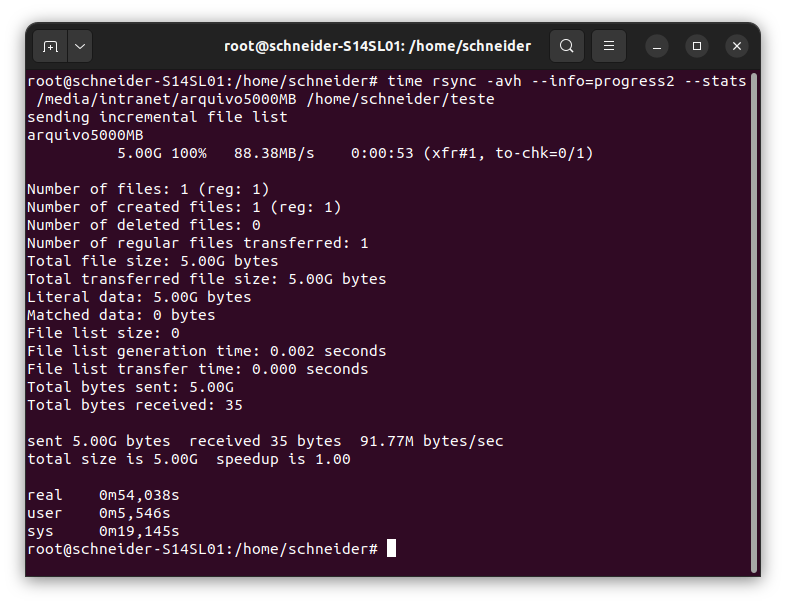 root@schneider-S14SL01: /home/schneider
root@schneider-S14SL01:/home/schneider# time rsync -avh --info=progress2 --stats
 /media/intranet/arquivo5000MB /home/schneider/teste
sending incremental file list
arquivo5000MB
          5.00G 100%   88.38MB/s    0:00:53 (xfr#1, to-chk=0/1)

Number of files: 1 (reg: 1)
Number of created files: 1 (reg: 1)
Number of deleted files: 0
Number of regular files transferred: 1
Total file size: 5.00G bytes
Total transferred file size: 5.00G bytes
Literal data: 5.00G bytes
Matched data: 0 bytes
File list size: 0
File list generation time: 0.002 seconds
File list transfer time: 0.000 seconds
Total bytes sent: 5.00G
Total bytes received: 35

sent 5.00G bytes  received 35 bytes  91.77M bytes/sec
total size is 5.00G  speedup is 1.00

real    0m54,038s
user    0m5,546s
sys     0m19,145s
root@schneider-S14SL01:/home/schneider#